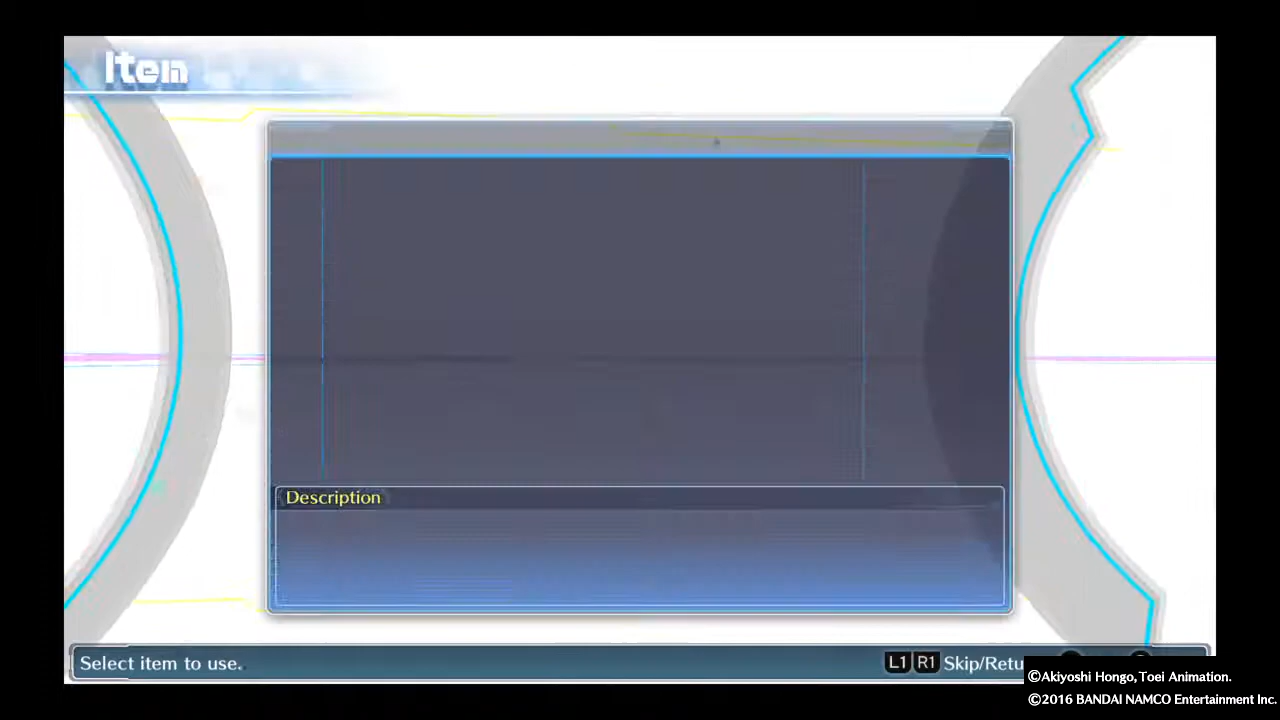 Item
Description
Select item to use.
L1 R1 Skip/Retu
©Akiyoshi Hongo, Toei Animation.
©2016 BANDAI NAMCO Entertainment Inc.